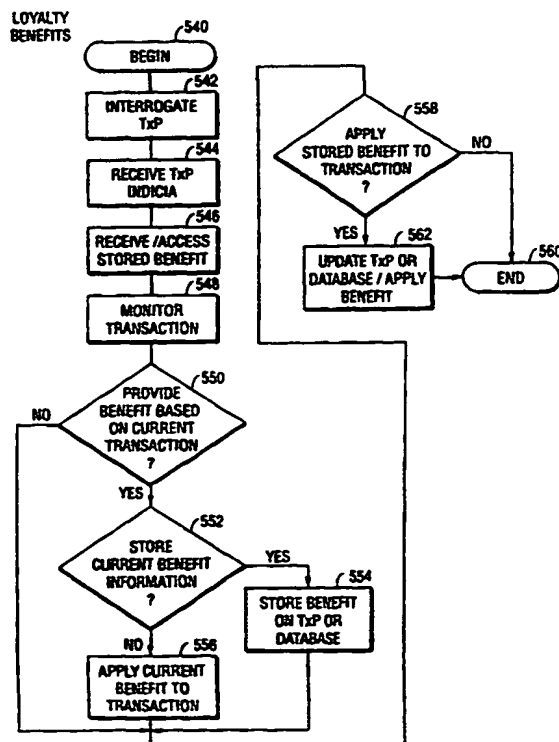 LOYALTY
BENEFITS
540
BEGIN
542
INTERROGATE
TxP
544
RECEIVE TxP
INDICIA
546
RECEIVE/ACCESS
STORED BENEFIT
548
MONITOR
TRANSACTION
550
PROVIDE
BENEFIT BASED
ON CURRENT
TRANSACTION
?
NO
YES
552
STORE
CURRENT BENEFIT
INFORMATION
?
YES
554
STORE BENEFIT
ON TxP OR
DATABASE
NO
556
APPLY CURRENT
BENEFIT TO
TRANSACTION
558
APPLY
STORED BENEFIT TO
TRANSACTION
?
NO
YES
562
UPDATE TxP OR
DATABASE/APPLY
BENEFIT
560
END